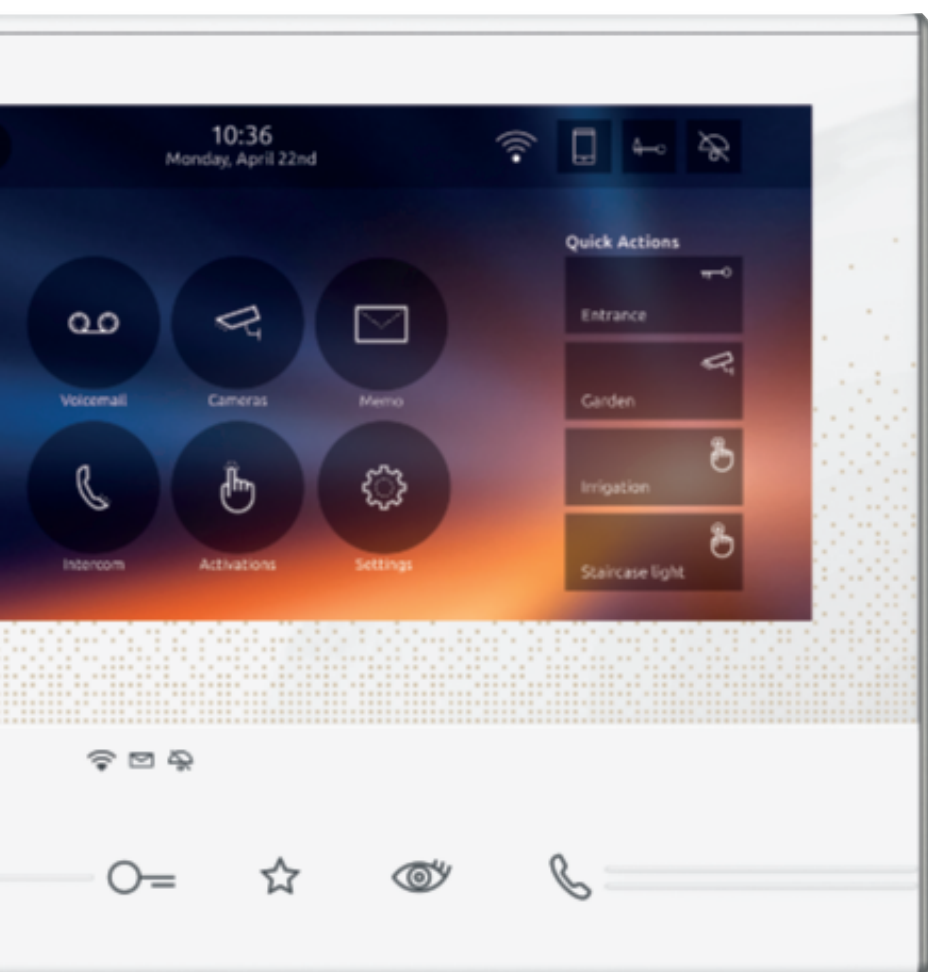 10:36
Monday, April 22nd
Quick Actions
Entrance
Voicemail
Cameras
Memo
Garden
Irrigation
Intercom
Activations
Settings
Staircase light